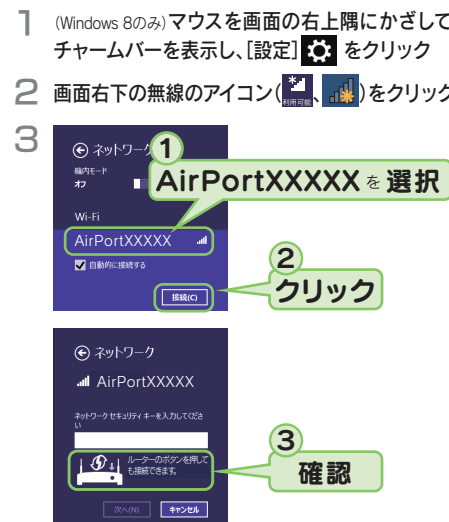 1 (Windows 8のみ)マウスを画面の右上隅にかざして
チャームバーを表示し、[設定] をクリック
2 画面右下の無線のアイコン(利用可能、)をクリック
3
ネットワーク
1
機内モード
オフ
AirPortXXXXXを選択
Wi-Fi
AirPortXXXXX
自動的に接続する
2
クリック
接続(C)
ネットワーク
AirPortXXXXX
ネットワーク セキュリティ キーを入力してくださ
い
3
確認
ルーターのボタンを押して
も接続できます。
次へ(N) キャンセル